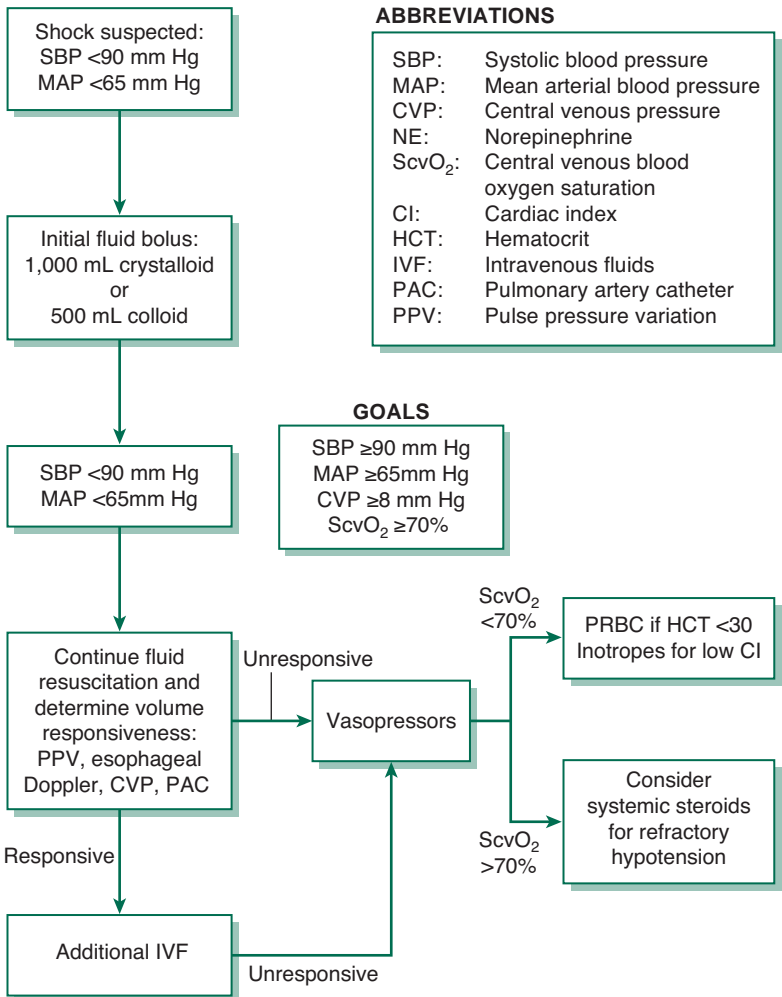 Shock suspected:
SBP <90 mm Hg
MAP <65 mm Hg
Initial fluid bolus:
1,000 mL crystalloid
or
500 mL colloid
SBP <90 mm Hg
MAP <65mm Hg
Continue fluid
resuscitation and
determine volume
responsiveness:
PPV, esophageal
Doppler, CVP, PAC
Responsive
Additional IVF
Unresponsive
Unresponsive
Vasopressors
ScvO₂
<70%
PRBC if HCT <30
Inotropes for low CI
ScvO₂
>70%
Consider
systemic steroids
for refractory
hypotension
GOALS
SBP ≥90 mm Hg
MAP ≥65mm Hg
CVP ≥8 mm Hg
ScvO₂ ≥70%
ABBREVIATIONS
SBP: Systolic blood pressure
MAP: Mean arterial blood pressure
CVP: Central venous pressure
NE: Norepinephrine
ScvO₂: Central venous blood
oxygen saturation
CI: Cardiac index
HCT: Hematocrit
IVF: Intravenous fluids
PAC: Pulmonary artery catheter
PPV: Pulse pressure variation